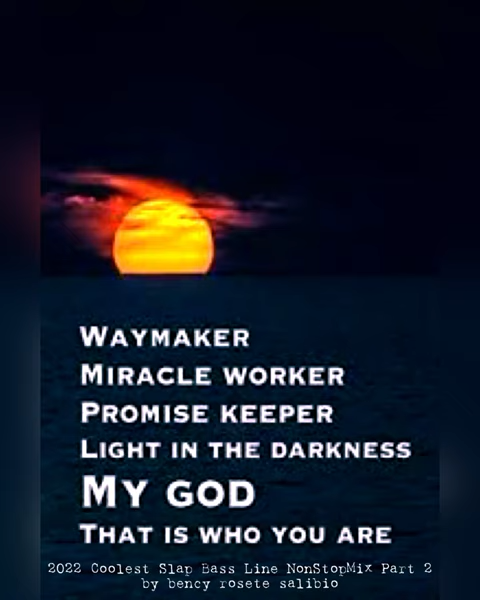 Waymaker
Miracle worker
Promise keeper
Light in the darkness
My God
That is who you are
2022 Coolest Slap Bass Line NonStopMix Part 2
by bency rosete salibio